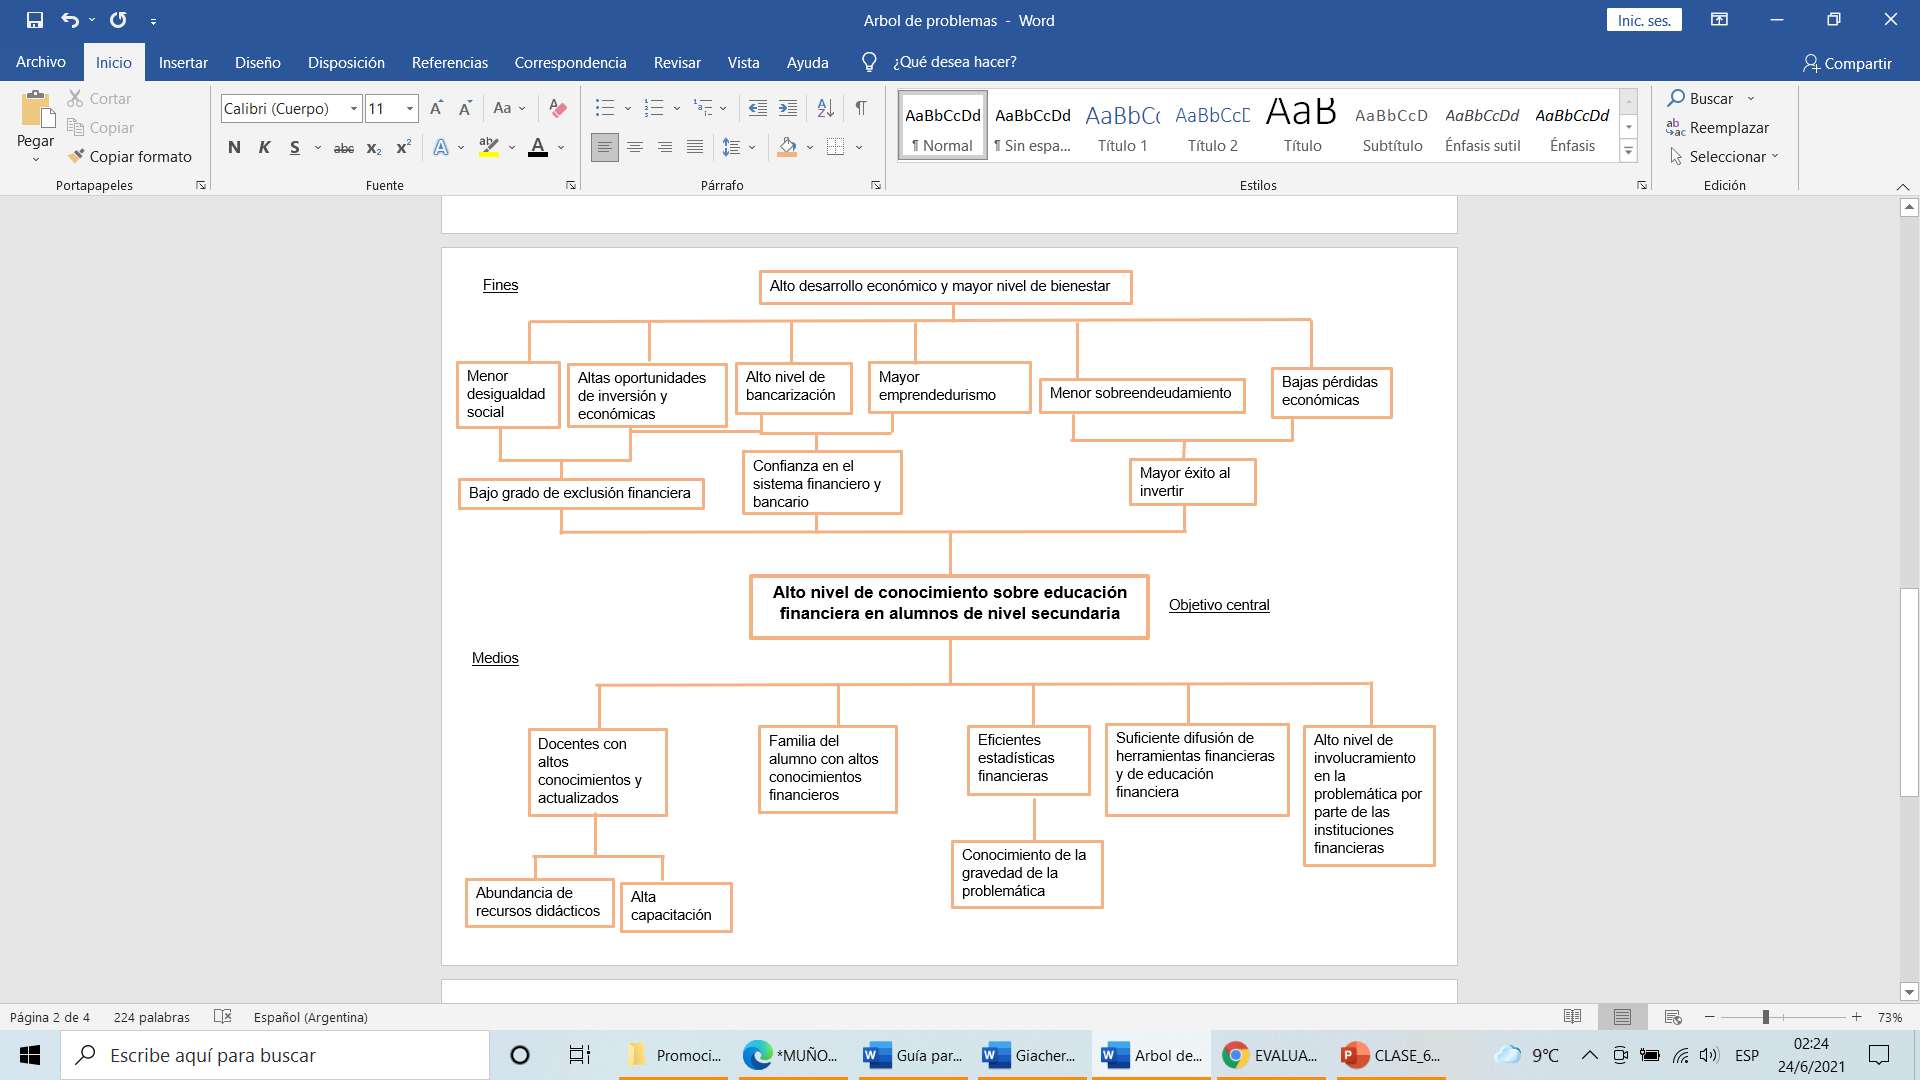 Arbol de problemas - Word
Inic. ses.
Archivo
Inicio
Insertar
Diseño
Disposición
Referencias
Correspondencia
Revisar
Vista
Ayuda
¿Qué desea hacer?
Compartir
Pegar
Cortar
Copiar
Copiar formato
Portapapeles
Calibri (Cuerpo)
11
Aa
N K S abc x₂ x²
Fuente
Párrafo
AaBbCcDd
¶ Normal
AaBbCcDd
¶ Sin espa...
AaBbCc
Título 1
AaBbCcD
Título 2
AaB
Título
AaBbCcD
Subtítulo
AaBbCcDd
Énfasis sutil
AaBbCcDd
Énfasis
Estilos
Buscar
Reemplazar
Seleccionar
Edición
Fines
Alto desarrollo económico y mayor nivel de bienestar
Menor
desigualdad
social
Altas oportunidades
de inversión y
económicas
Alto nivel de
bancarización
Mayor
emprendedurismo
Menor sobreendeudamiento
Bajas pérdidas
económicas
Bajo grado de exclusión financiera
Confianza en el
sistema financiero y
bancario
Mayor éxito al
invertir
Alto nivel de conocimiento sobre educación
financiera en alumnos de nivel secundaria
Objetivo central
Medios
Docentes con
altos
conocimientos y
actualizados
Familia del
alumno con altos
conocimientos
financieros
Eficientes
estadísticas
financieras
Suficiente difusión de
herramientas financieras
y de educación
financiera
Alto nivel de
involucramiento
en la
problemática por
parte de las
instituciones
financieras
Abundancia de
recursos didácticos
Alta
capacitación
Conocimiento de la
gravedad de la
problemática
Página 2 de 4
224 palabras
Español (Argentina)
73%
Escribe aquí para buscar
Promoci...
*MUÑO...
Guía par...
Giacher...
Arbol de...
EVALUA...
CLASE_6...
9°C
ESP
02:24
24/6/2021